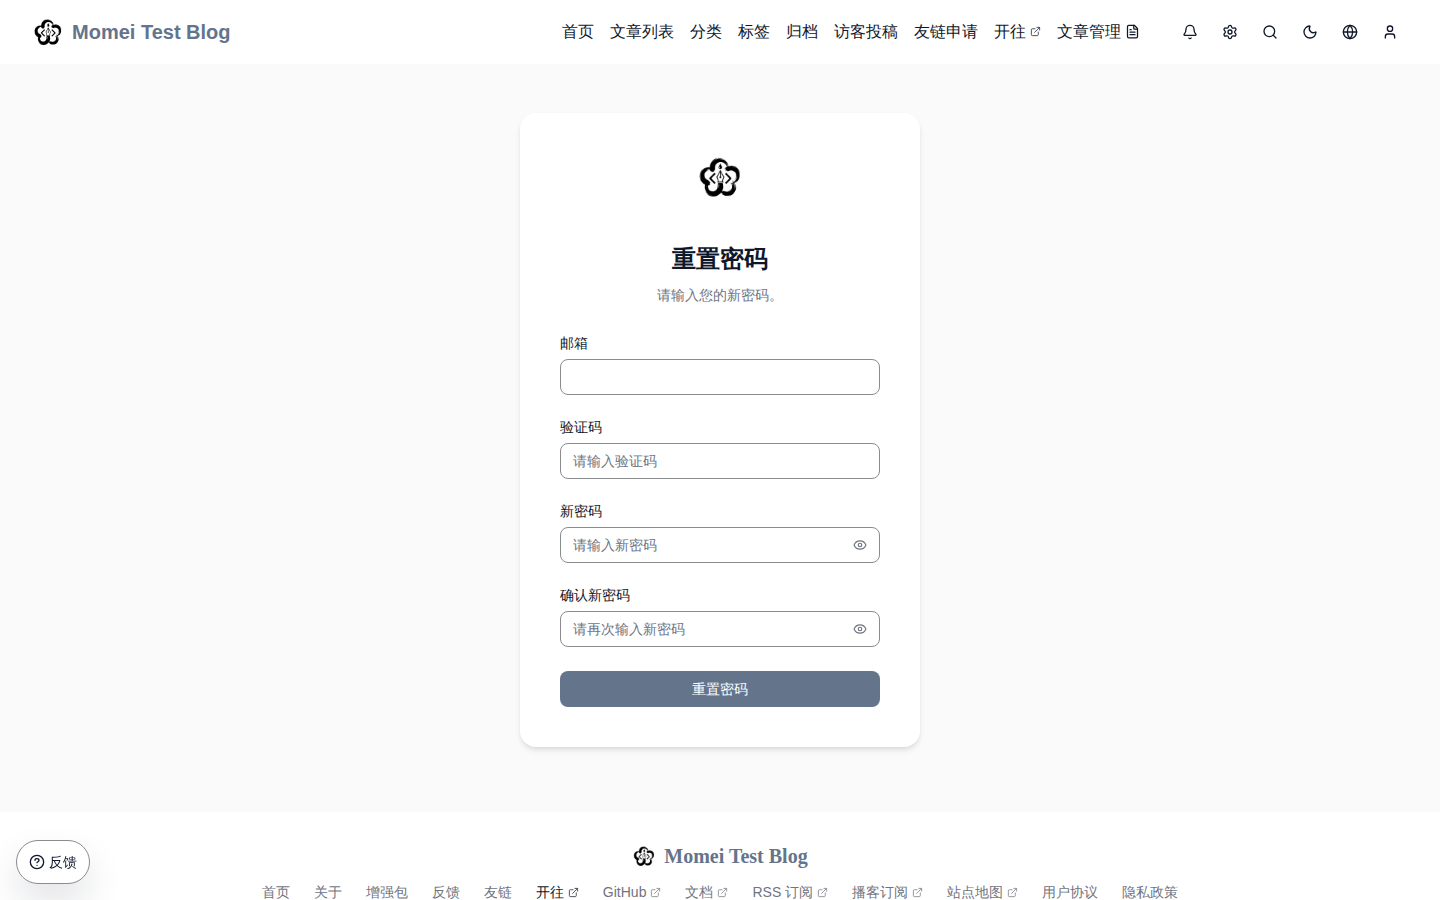 Momei Test Blog 首页 文章列表 分类 标签 归档 访客投稿 友链申请 开往 文章管理
重置密码
请输入您的新密码。
邮箱
验证码
请输入验证码
新密码
请输入新密码
确认新密码
请再次输入新密码
重置密码
Momei Test Blog
反馈
首页 关于 增强包 反馈 友链 开往 GitHub 文档 RSS 订阅 播客订阅 站点地图 用户协议 隐私政策